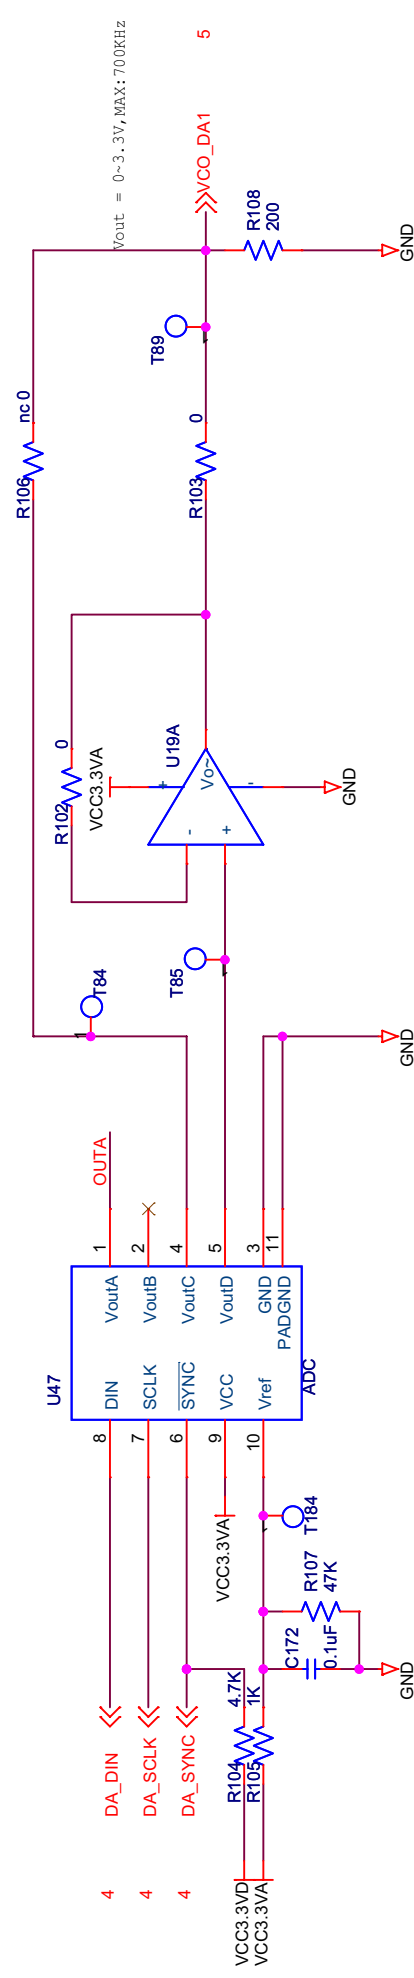 Vout = 0~3.3V,MAX:700KHz
5
VCO_DA1
R108
200
GND
T89
nc 0
R106
0
R103
U19A
Vo~
+
-
-
+
0
R102
VCC3.3VA
GND
T84
1
T85
1
GND
OUTA
1
2
4
5
3
11
VoutA
VoutB
VoutC
VoutD
GND
PADGND
U47
DIN
SCLK
SYNC
VCC
Vref
ADC
8
7
6
9
10
VCC3.3VA
T184
1
R107
47K
C172
0.1uF
GND
4.7K
1K
R104
R105
DA_DIN
DA_SCLK
DA_SYNC
4
4
4
VCC3.3VD
VCC3.3VA